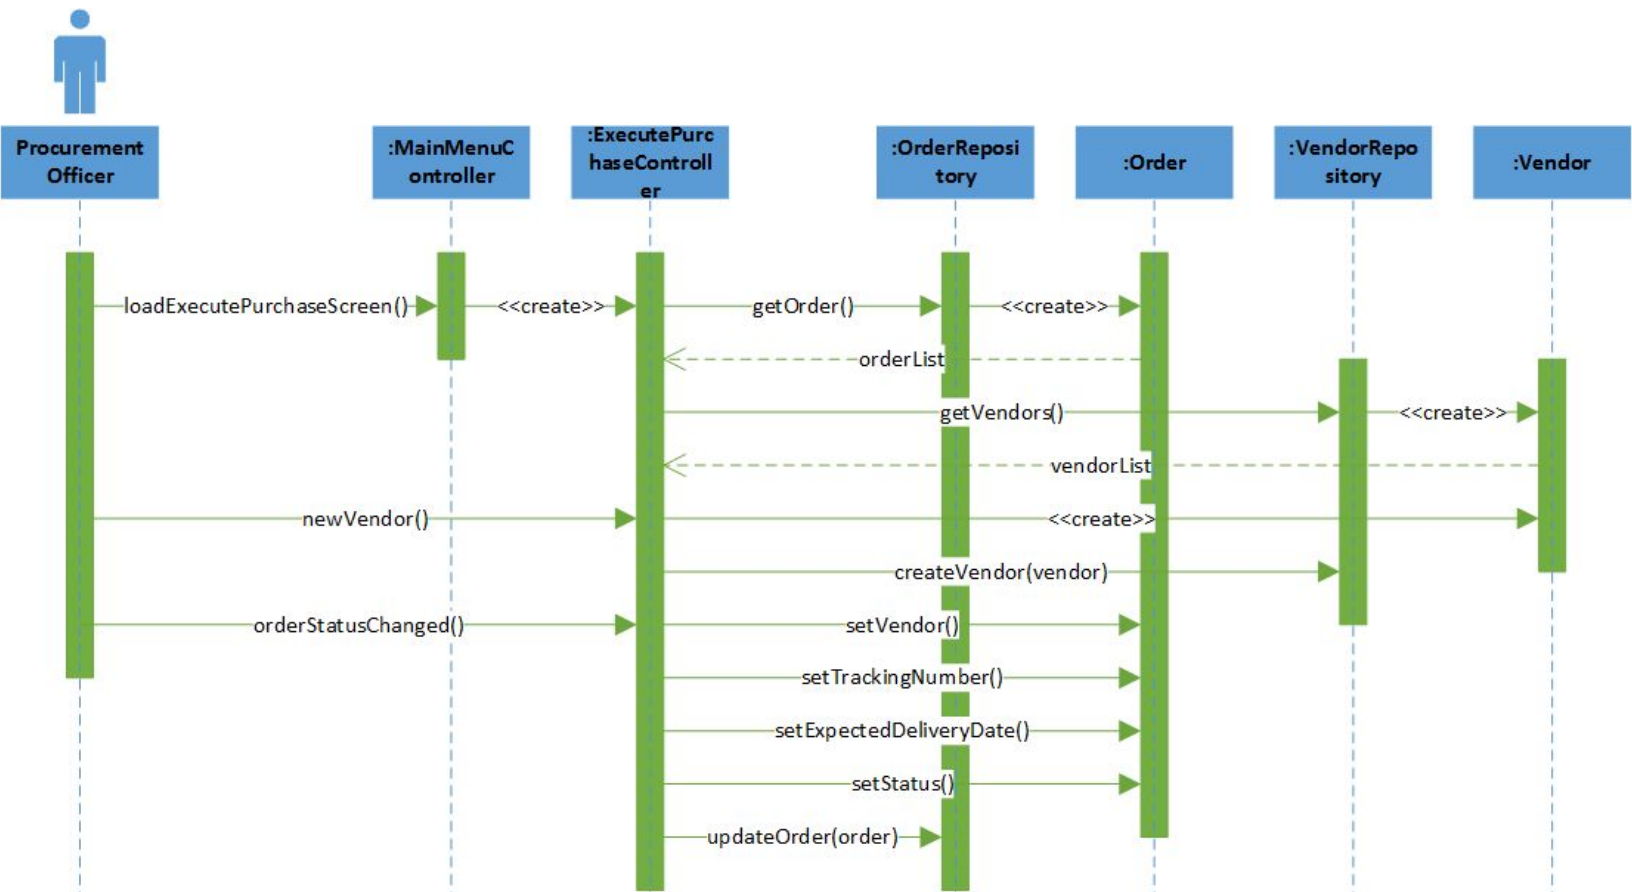 Procurement
Officer
:MainMenuC
ontroller
:ExecutePurc
haseControll
er
:OrderReposi
tory
:Order
:VendorRepo
sitory
:Vendor
loadExecutePurchaseScreen()
<<create>>
getOrder()
<<create>>
orderList
getVendors()
<<create>>
vendorList
newVendor()
<<create>>
createVendor(vendor)
orderStatusChanged()
setVendor()
setTrackingNumber()
setExpectedDeliveryDate()
setStatus()
updateOrder(order)